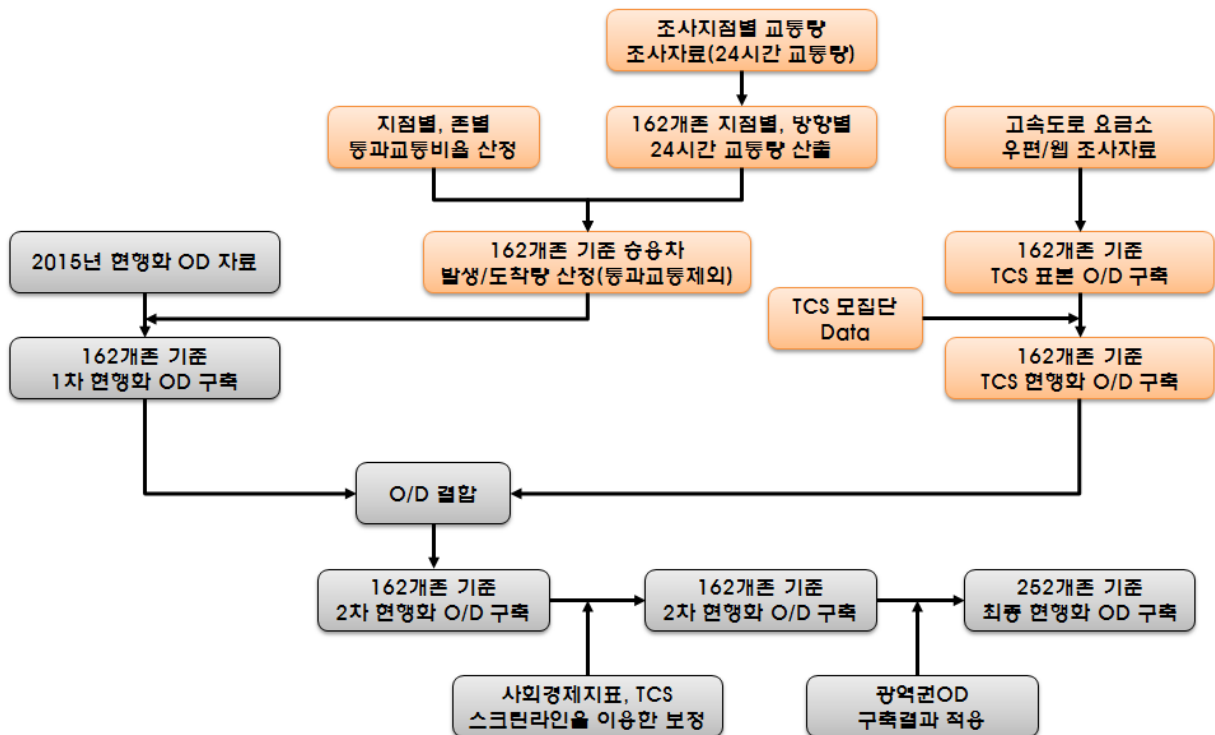 조사지점별 교통량
조사자료(24시간 교통량)
지점별, 존별
통과교통비율 산정
162개존 지점별, 방향별
24시간 교통량 산출
고속도로 요금소
우편/웹 조사자료
2015년 현행화 OD 자료
162개존 기준 승용차
발생/도착량 산정(통과교통제외)
162개존 기준
TCS 표본 O/D 구축
TCS 모집단
Data
162개존 기준
1차 현행화 OD 구축
162개존 기준
TCS 현행화 O/D 구축
O/D 결합
162개존 기준
2차 현행화 O/D 구축
162개존 기준
2차 현행화 O/D 구축
252개존 기준
최종 현행화 OD 구축
사회경제지표, TCS
스크린라인을 이용한 보정
광역권OD
구축결과 적용